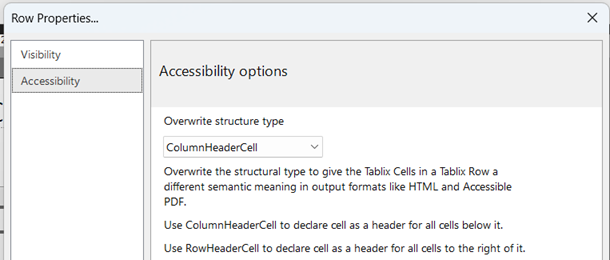 Row Properties...
Visibility
Accessibility
Accessibility options
Overwrite structure type
ColumnHeaderCell
Overwrite the structural type to give the Tablix Cells in a Tablix Row a
different semantic meaning in output formats like HTML and Accessible
PDF.
Use ColumnHeaderCell to declare cell as a header for all cells below it.
Use RowHeaderCell to declare cell as a header for all cells to the right of it.